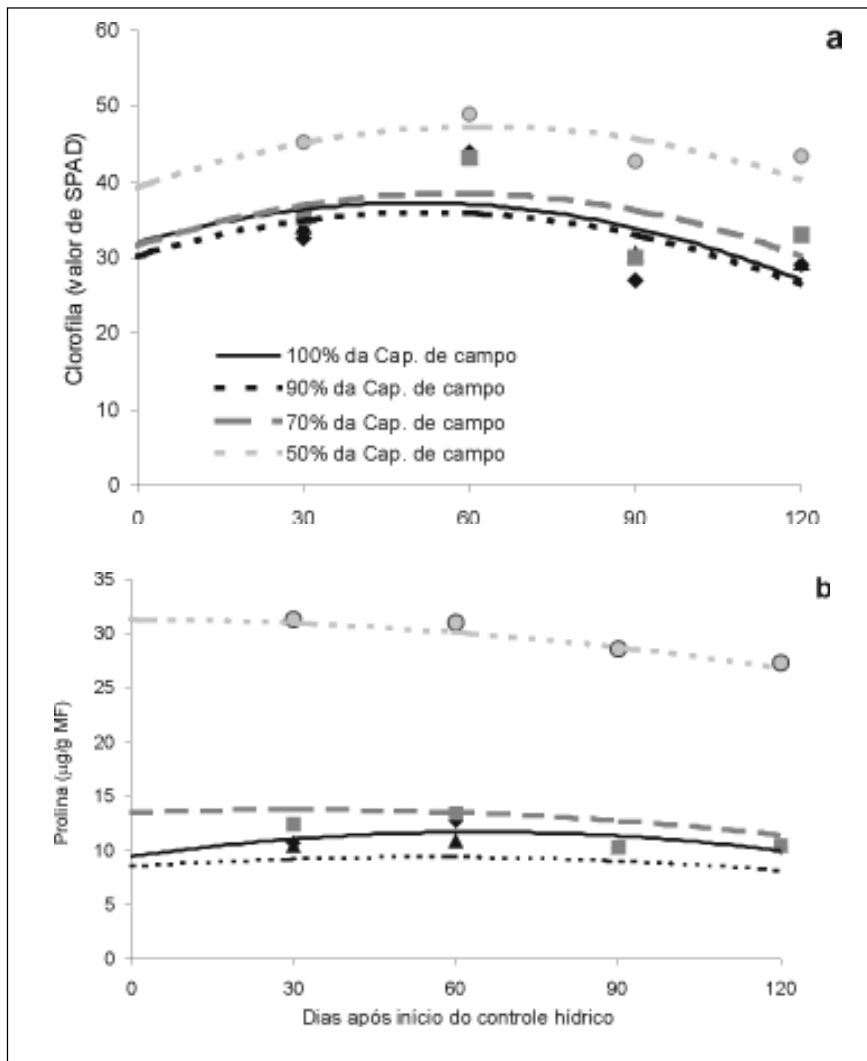 a
Clorofila (valor de SPAD)
60
50
40
30
20
10
0
100% da Cap. de campo
90% da Cap. de campo
70% da Cap. de campo
50% da Cap. de campo
0 30 60 90 120
b
Prolina (µg/g MF)
35
30
25
20
15
10
5
0
0 30 60 90 120
Dias após início do controle hídrico